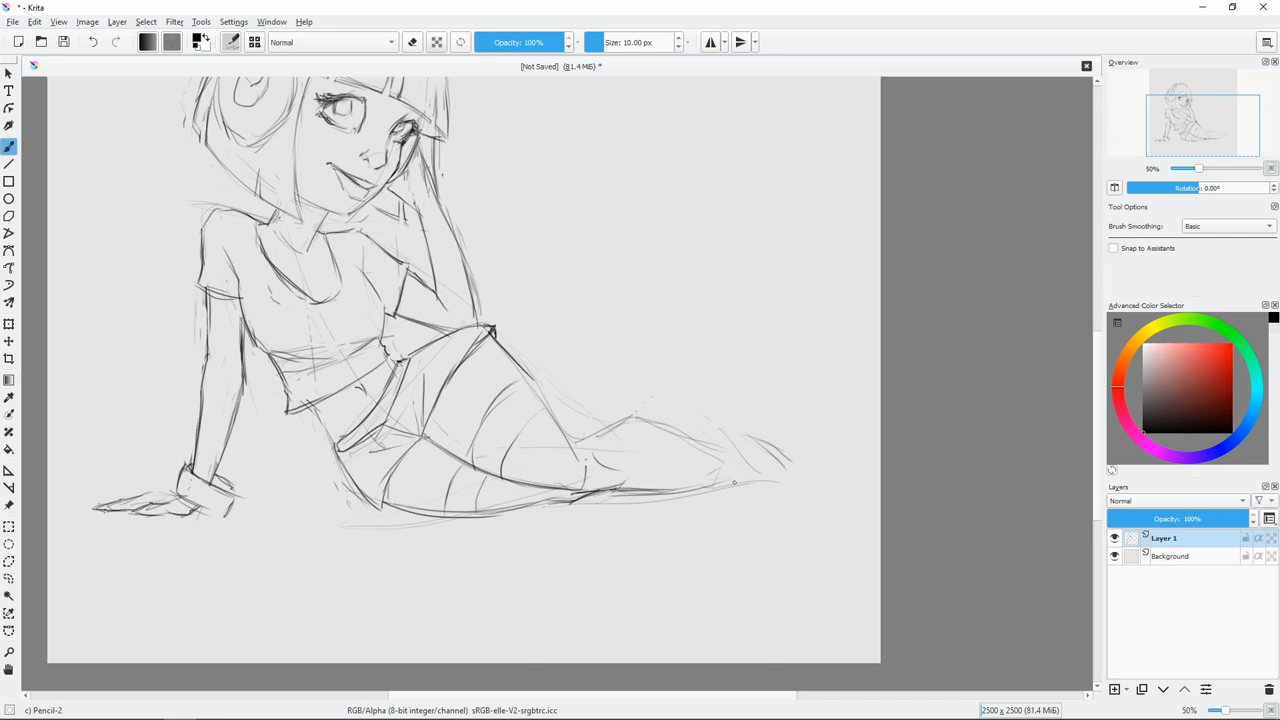 * - Krita
File Edit View Image Layer Select Filter Tools Settings Window Help
Normal Opacity: 100% Size: 10.00 px
[Not Saved] (81.4 MiB) *
Overview
50%
Rotation: 0.00°
Tool Options
Brush Smoothing: Basic
Snap to Assistants
Advanced Color Selector
Layers
Normal
Opacity: 100%
Layer 1
Background
c) Pencil-2 RGB/Alpha (8-bit integer/channel) sRGB-elle-V2-srgbtrc.icc 2500 x 2500 (81.4 MiB) 50%